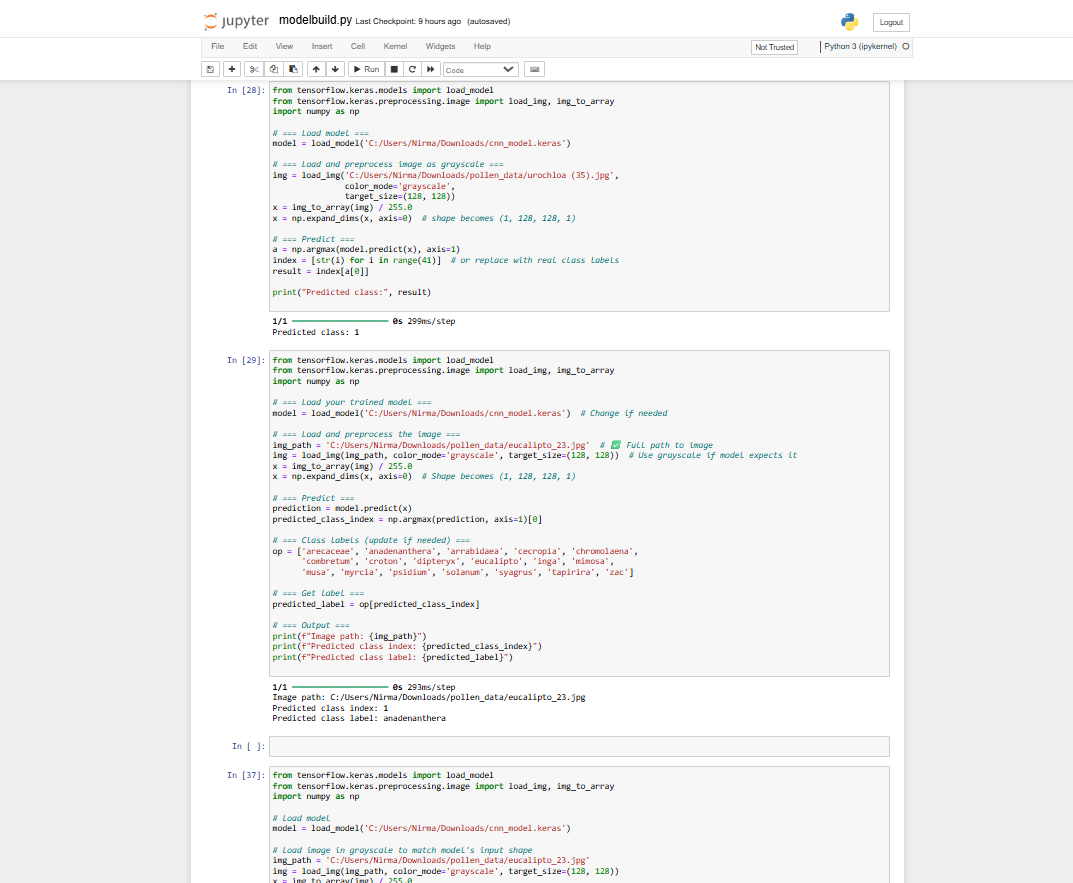 jupyter modelbuild.py Last Checkpoint: 9 hours ago (autosaved)
Logout
File Edit View Insert Cell Kernel Widgets Help
Not Trusted
Python 3 (ipykernel)
Run
Code
In [28]:
from tensorflow.keras.models import load_model
from tensorflow.keras.preprocessing.image import load_img, img_to_array
import numpy as np
# === Load model ===
model = load_model('C:/Users/Nirma/Downloads/cnn_model.keras')
# === Load and preprocess image as grayscale ===
img = load_img('C:/Users/Nirma/Downloads/pollen_data/urochloa (35).jpg',
color_mode='grayscale',
target_size=(128, 128))
x = img_to_array(img) / 255.0
x = np.expand_dims(x, axis=0)  # shape becomes (1, 128, 128, 1)
# === Predict ===
a = np.argmax(model.predict(x), axis=1)
index = [str(i) for i in range(41)]  # or replace with real class labels
result = index[a[0]]
print("Predicted class:", result)
1/1 0s 299ms/step
Predicted class: 1
In [29]:
from tensorflow.keras.models import load_model
from tensorflow.keras.preprocessing.image import load_img, img_to_array
import numpy as np
# === Load your trained model ===
model = load_model('C:/Users/Nirma/Downloads/cnn_model.keras')  # Change if needed
# === Load and preprocess the image ===
img_path = 'C:/Users/Nirma/Downloads/pollen_data/eucalipto_23.jpg'  # ✅ Full path to image
img = load_img(img_path, color_mode='grayscale', target_size=(128, 128))  # Use grayscale if model expects it
x = img_to_array(img) / 255.0
x = np.expand_dims(x, axis=0)  # Shape becomes (1, 128, 128, 1)
# === Predict ===
prediction = model.predict(x)
predicted_class_index = np.argmax(prediction, axis=1)[0]
# === Class Labels (update if needed) ===
op = ['arecaceae', 'anadenanthera', 'arrabidaea', 'cecropia', 'chromolaena',
'combretum', 'croton', 'dipteryx', 'eucalipto', 'inga', 'mimosa',
'musa', 'myrcia', 'psidium', 'solanum', 'syagrus', 'tapirira', 'zac']
# === Get Label ===
predicted_label = op[predicted_class_index]
# === Output ===
print(f"Image path: {img_path}")
print(f"Predicted class index: {predicted_class_index}")
print(f"Predicted class label: {predicted_label}")
1/1 0s 293ms/step
Image path: C:/Users/Nirma/Downloads/pollen_data/eucalipto_23.jpg
Predicted class index: 1
Predicted class label: anadenanthera
In [ ]:
In [37]:
from tensorflow.keras.models import load_model
from tensorflow.keras.preprocessing.image import load_img, img_to_array
import numpy as np
# Load model
model = load_model('C:/Users/Nirma/Downloads/cnn_model.keras')
# Load image in grayscale to match model's input shape
img_path = 'C:/Users/Nirma/Downloads/pollen_data/eucalipto_23.jpg'
img = load_img(img_path, color_mode='grayscale', target_size=(128, 128))
x = img_to_array(img) / 255.0